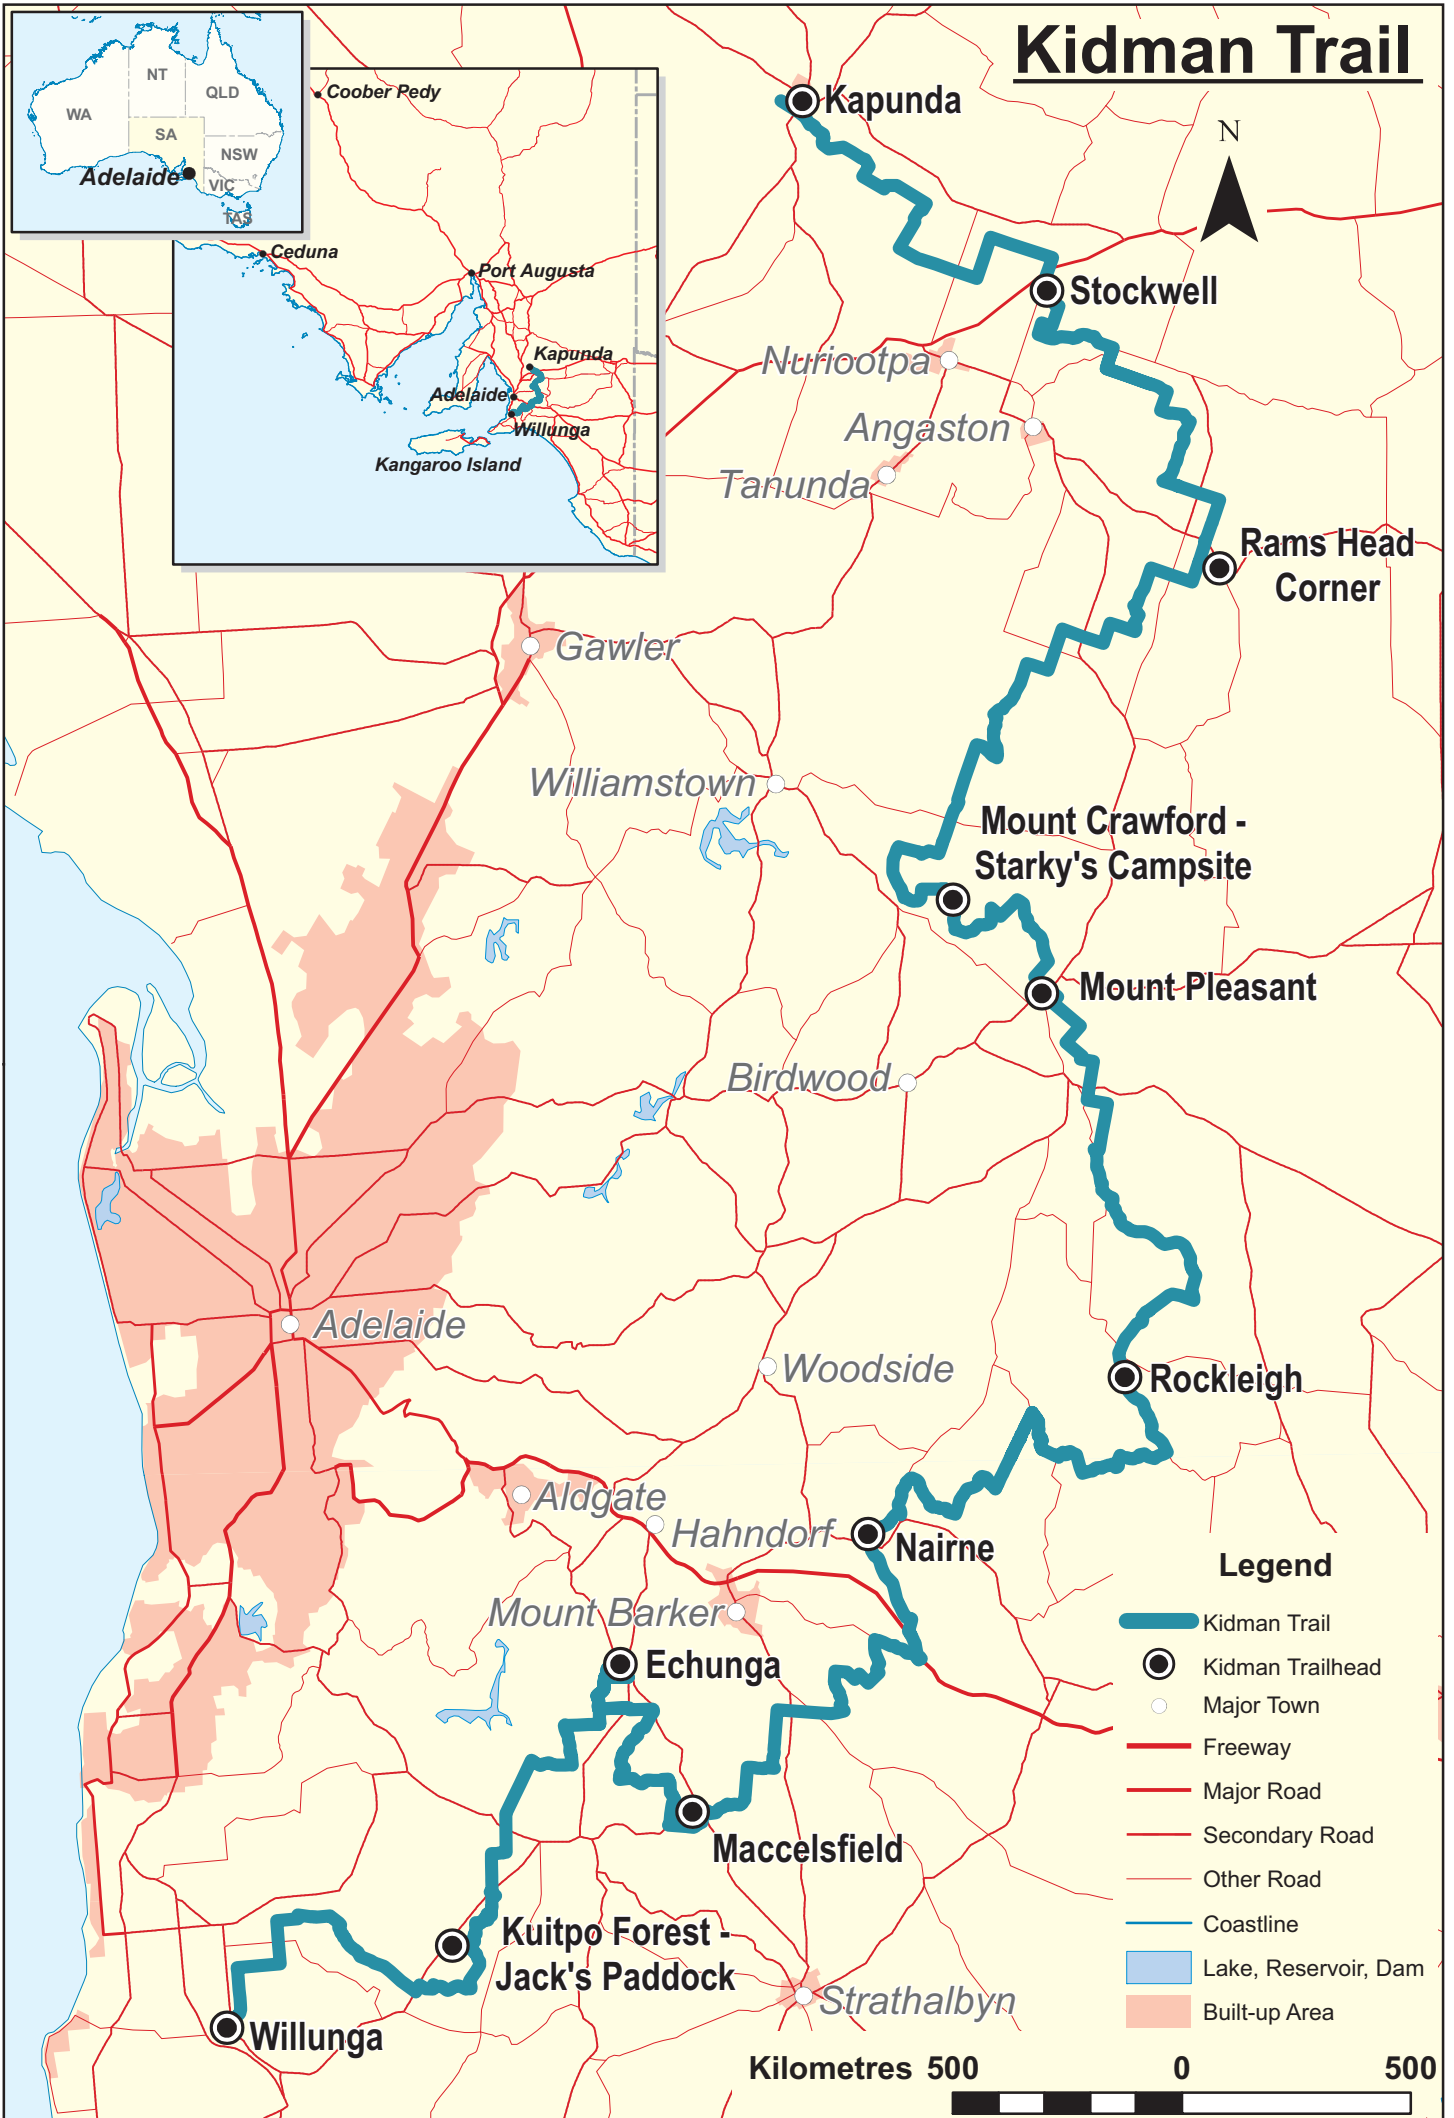 Kidman Trail
N
NT
QLD
WA
SA
NSW
Adelaide
VIC
TAS
Coober Pedy
Ceduna
Port Augusta
Kapunda
Adelaide
Willunga
Kangaroo Island
Kapunda
Stockwell
Nuriootpa
Angaston
Tanunda
Rams Head
Corner
Gawler
Williamstown
Mount Crawford -
Starky's Campsite
Mount Pleasant
Birdwood
Adelaide
Woodside
Rockleigh
Aldgate
Hahndorf
Nairne
Mount Barker
Echunga
Maccelsfield
Kuitpo Forest -
Jack's Paddock
Strathalbyn
Willunga
Legend
Kidman Trail
Kidman Trailhead
Major Town
Freeway
Major Road
Secondary Road
Other Road
Coastline
Lake, Reservoir, Dam
Built-up Area
Kilometres 500 0 500